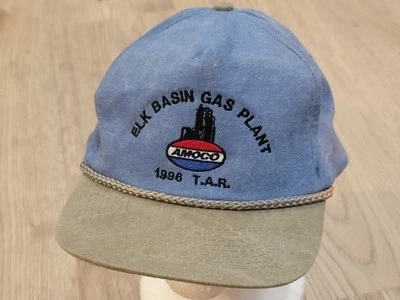 ELK BASIN GAS PLANT
AMOCO
1996 T.A.R.